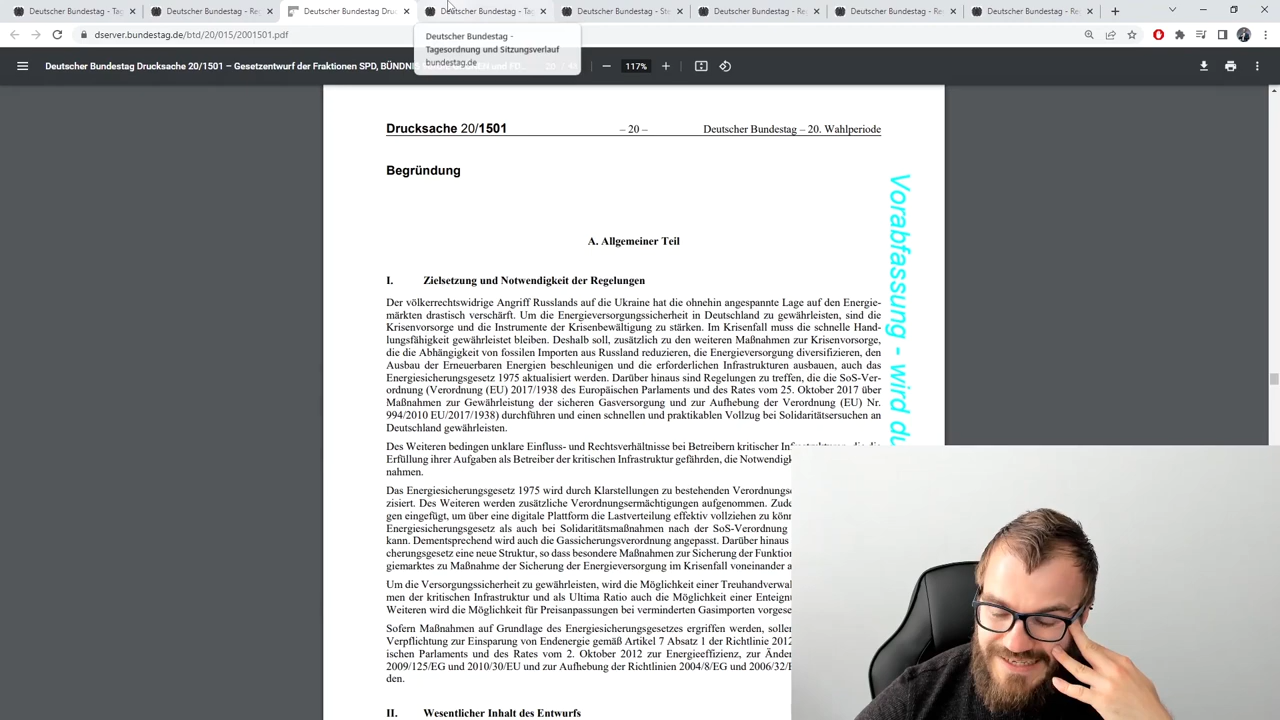 Deutscher Bundestag - Tag
Deutscher Bundestag - Reg
Deutscher Bundestag Druc
Deutscher Bundestag - Tag
Deutscher Bundestag - Ste
Deutscher Bundestag - Rec
Deutscher Bundestag - Rec
Deutscher Bundestag - Rec
dserver.bundestag.de/btd/20/015/2001501.pdf
Deutscher Bundestag -
Tagesordnung und Sitzungsverlauf
bundestag.de
Deutscher Bundestag Drucksache 20/1501 – Gesetzentwurf der Fraktionen SPD, BÜNDNIS
117%
Drucksache 20/1501
– 20 –
Deutscher Bundestag – 20. Wahlperiode
Begründung
A. Allgemeiner Teil
I. Zielsetzung und Notwendigkeit der Regelungen
Der völkerrechtswidrige Angriff Russlands auf die Ukraine hat die ohnehin angespannte Lage auf den Energie-
märkten drastisch verschärft. Um die Energieversorgungssicherheit in Deutschland zu gewährleisten, sind die
Krisenvorsorge und die Instrumente der Krisenbewältigung zu stärken. Im Krisenfall muss die schnelle Hand-
lungsfähigkeit gewährleistet bleiben. Deshalb soll, zusätzlich zu den weiteren Maßnahmen zur Krisenvorsorge,
die die Abhängigkeit von fossilen Importen aus Russland reduzieren, die Energieversorgung diversifizieren, den
Ausbau der Erneuerbaren Energien beschleunigen und die erforderlichen Infrastrukturen ausbauen, auch das
Energiesicherungsgesetz 1975 aktualisiert werden. Darüber hinaus sind Regelungen zu treffen, die die SoS-Ver-
ordnung (Verordnung (EU) 2017/1938 des Europäischen Parlaments und des Rates vom 25. Oktober 2017 über
Maßnahmen zur Gewährleistung der sicheren Gasversorgung und zur Aufhebung der Verordnung (EU) Nr.
994/2010 EU/2017/1938) durchführen und einen schnellen und praktikablen Vollzug bei Solidaritätsersuchen an
Deutschland gewährleisten.
Des Weiteren bedingen unklare Einfluss- und Rechtsverhältnisse bei Betreibern kritischer
Erfüllung ihrer Aufgaben als Betreiber der kritischen Infrastruktur gefährden, die Notwendigk
nahmen.
Das Energiesicherungsgesetz 1975 wird durch Klarstellungen zu bestehenden Verordnungs
zisiert. Des Weiteren werden zusätzliche Verordnungsermächtigungen aufgenommen. Zude
gen eingefügt, um über eine digitale Plattform die Lastverteilung effektiv vollziehen zu kön
Energiesicherungsgesetz als auch bei Solidaritätsmaßnahmen nach der SoS-Verordnung
kann. Dementsprechend wird auch die Gassicherungsverordnung angepasst. Darüber hinaus
cherungsgesetz eine neue Struktur, so dass besondere Maßnahmen zur Sicherung der Funktion
giemarktes zu Maßnahme der Sicherung der Energieversorgung im Krisenfall voneinander a
Um die Versorgungssicherheit zu gewährleisten, wird die Möglichkeit einer Treuhandverwal
men der kritischen Infrastruktur und als Ultima Ratio auch die Möglichkeit einer Enteign
Weiteren wird die Möglichkeit für Preisanpassungen bei verminderten Gasimporten vorgese
Sofern Maßnahmen auf Grundlage des Energiesicherungsgesetzes ergriffen werden, sollen
Verpflichtung zur Einsparung von Endenergie gemäß Artikel 7 Absatz 1 der Richtlinie 2012
ischen Parlaments und des Rates vom 2. Oktober 2012 zur Energieeffizienz, zur Änder
2009/125/EG und 2010/30/EU und zur Aufhebung der Richtlinien 2004/8/EG und 2006/32/E
den.
II. Wesentlicher Inhalt des Entwurfs
Vorabfassung - wird du